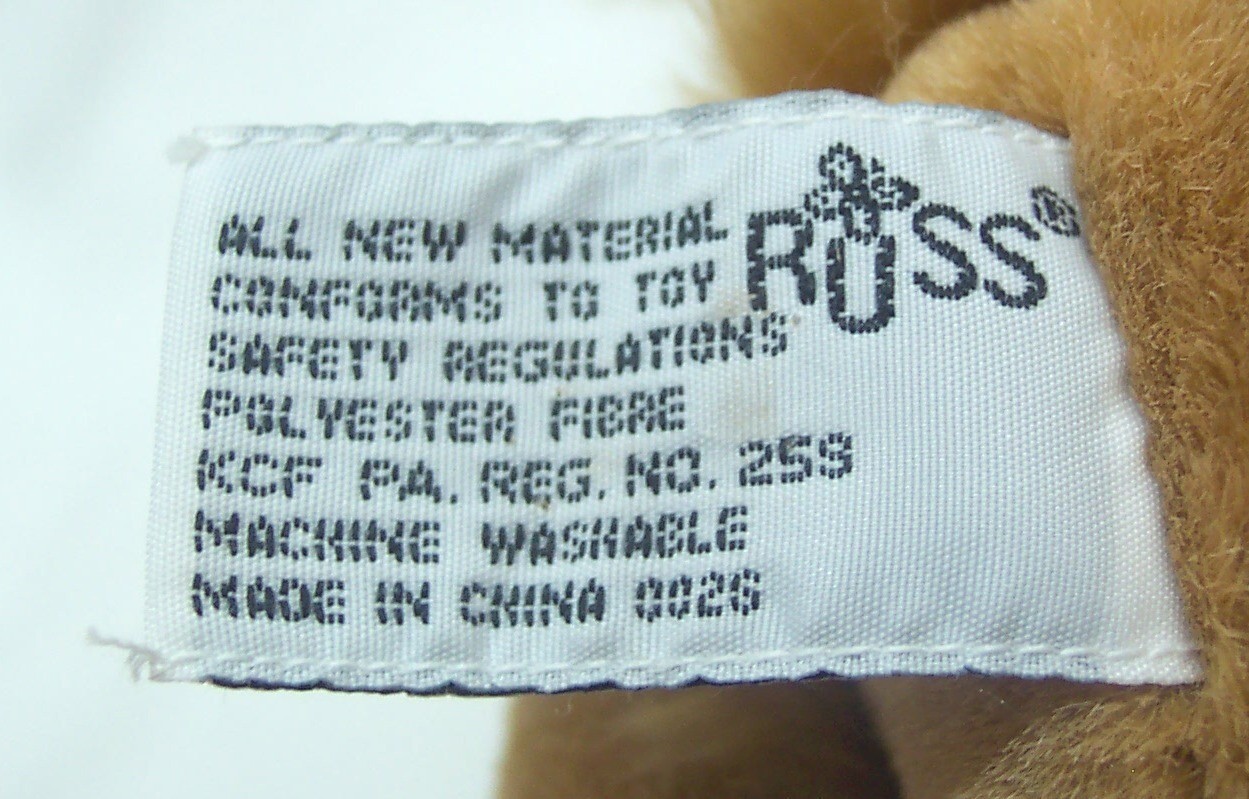 RUSS®
ALL NEW MATERIAL
CONFORMS TO TOY
SAFETY REGULATIONS
POLYESTER FIBRE
KCF PA. REG. NO. 259
MACHINE WASHABLE
MADE IN CHINA 0026